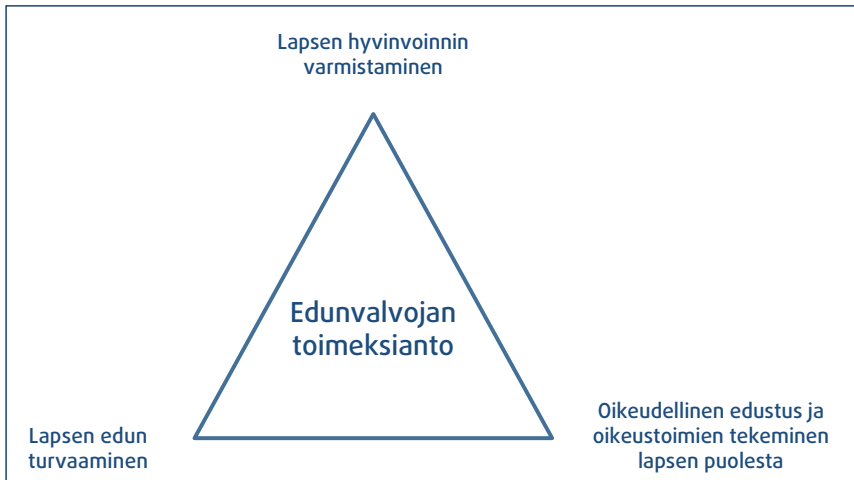 Lapsen hyvinvoinnin
varmistaminen
Edunvalvojan
toimeksianto
Lapsen edun
turvaaminen
Oikeudellinen edustus ja
oikeustoimien tekeminen
lapsen puolesta